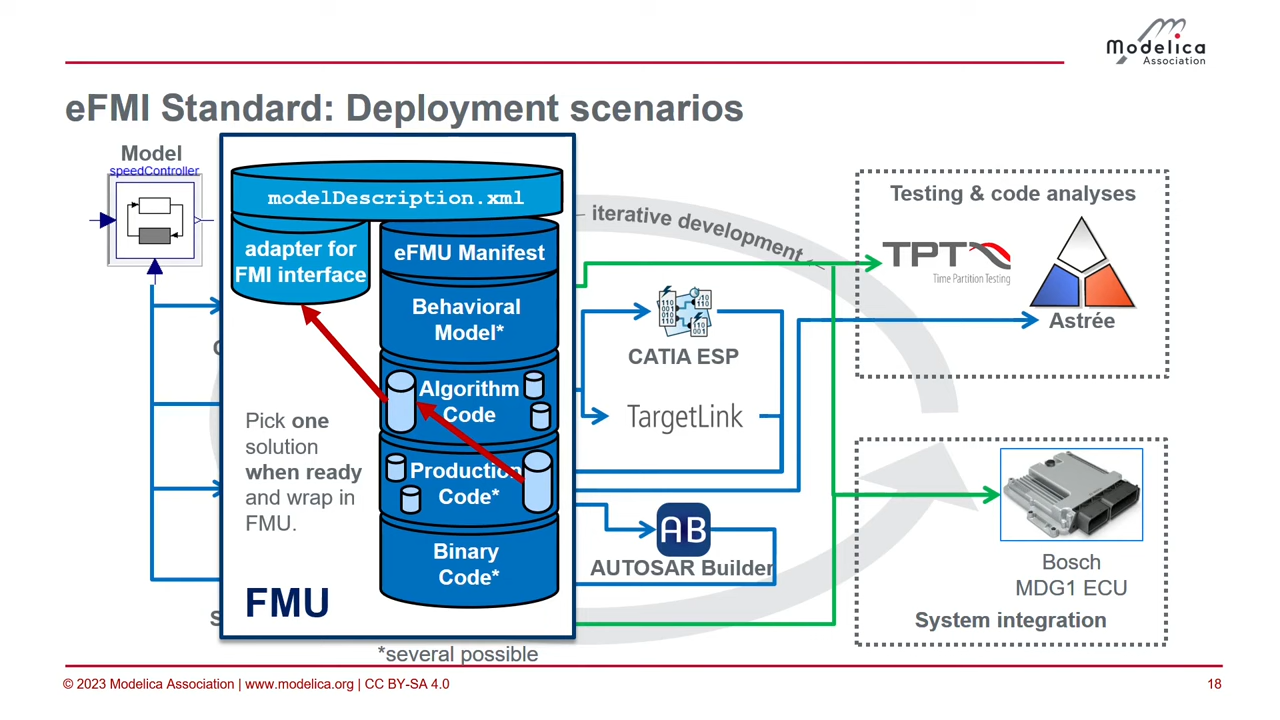 Modelica
Association
eFMI Standard: Deployment scenarios
Model
speedController
modelDescription.xml
adapter for
FMI interface
eFMU Manifest
Behavioral
Model*
Algorithm
Code
Production
Code*
Binary
Code*
Pick one
solution
when ready
and wrap in
FMU.
FMU
*several possible
iterative development
CATIA ESP
TargetLink
AB
AUTOSAR Builder
Testing & code analyses
TPT
Time Partition Testing
Astrée
Bosch
MDG1 ECU
System integration
© 2023 Modelica Association | www.modelica.org | CC BY-SA 4.0
18